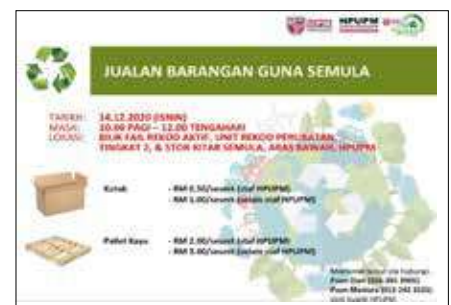 HPUPM
JUALAN BARANGAN GUNA SEMULA
TARIKH: 14.12.2020 (ISNIN)
MASA: 10.00 PAGI – 12.00 TENGAHARI
LOKASI: BILIK FAIL REKOD AKTIF, UNIT REKOD PERUBATAN,
TINGKAT 2, & STOR KITAR SEMULA, ARAS BAWAH, HPUPM
Kotak - RM 0.50/seunit (staf HPUPM)
- RM 1.00/seunit (selain staf HPUPM)
Pallet Kayu - RM 2.00/seunit (staf HPUPM)
- RM 3.00/seunit (selain staf HPUPM)